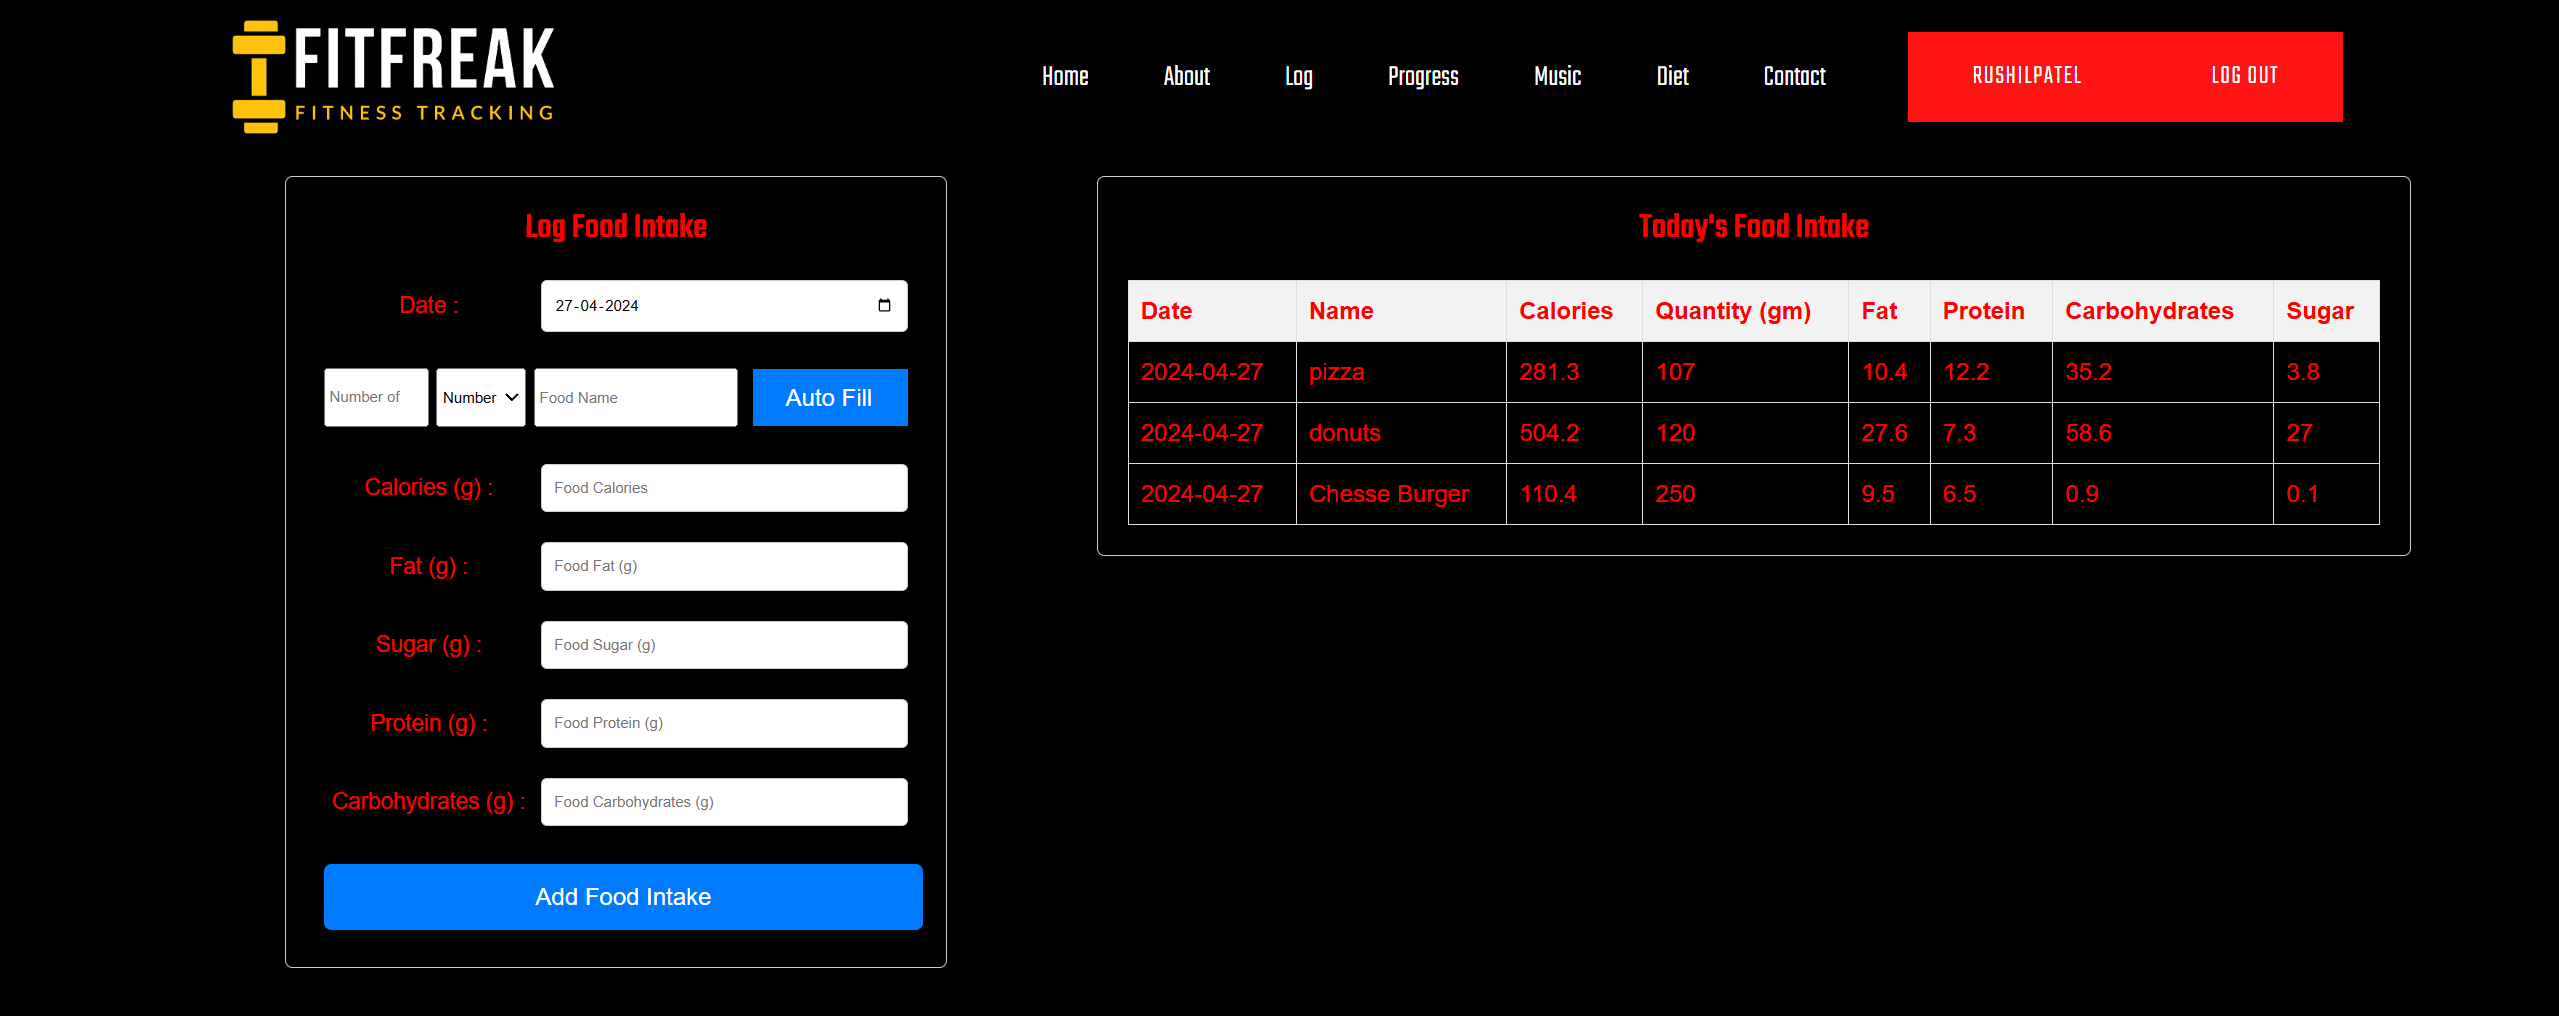 FITFREAK
FITNESS TRACKING
Home About Log Progress Music Diet Contact RUSHILPATEL LOG OUT
Log Food Intake
Date : 27-04-2024
Number of Number Food Name Auto Fill
Calories (g) : Food Calories
Fat (g) : Food Fat (g)
Sugar (g) : Food Sugar (g)
Protein (g) : Food Protein (g)
Carbohydrates (g) : Food Carbohydrates (g)
Add Food Intake
Today's Food Intake
Date Name Calories Quantity (gm) Fat Protein Carbohydrates Sugar
2024-04-27 pizza 281.3 107 10.4 12.2 35.2 3.8
2024-04-27 donuts 504.2 120 27.6 7.3 58.6 27
2024-04-27 Chesse Burger 110.4 250 9.5 6.5 0.9 0.1